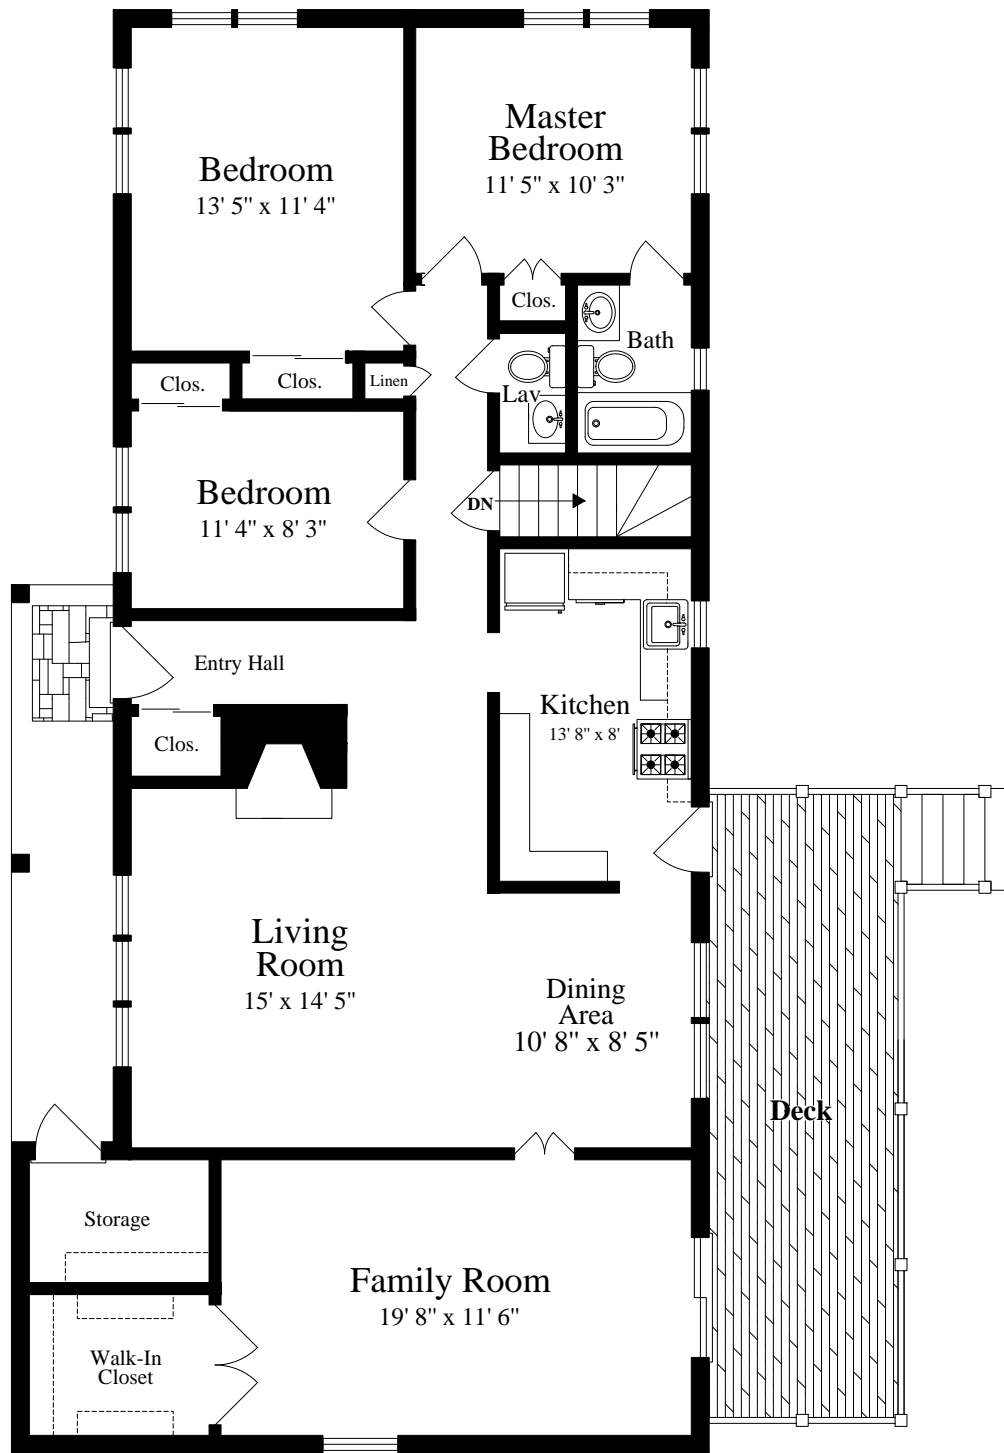 Master
Bedroom
11' 5" x 10' 3"
Bedroom
13' 5" x 11' 4"
Clos.
Bath
Clos.
Clos.
Linen
Lav
Bedroom
11' 4" x 8' 3"
DN
Entry Hall
Kitchen
13' 8" x 8'
Clos.
Living
Room
15' x 14' 5"
Dining
Area
10' 8" x 8' 5"
Deck
Storage
Family Room
19' 8" x 11' 6"
Walk-In
Closet